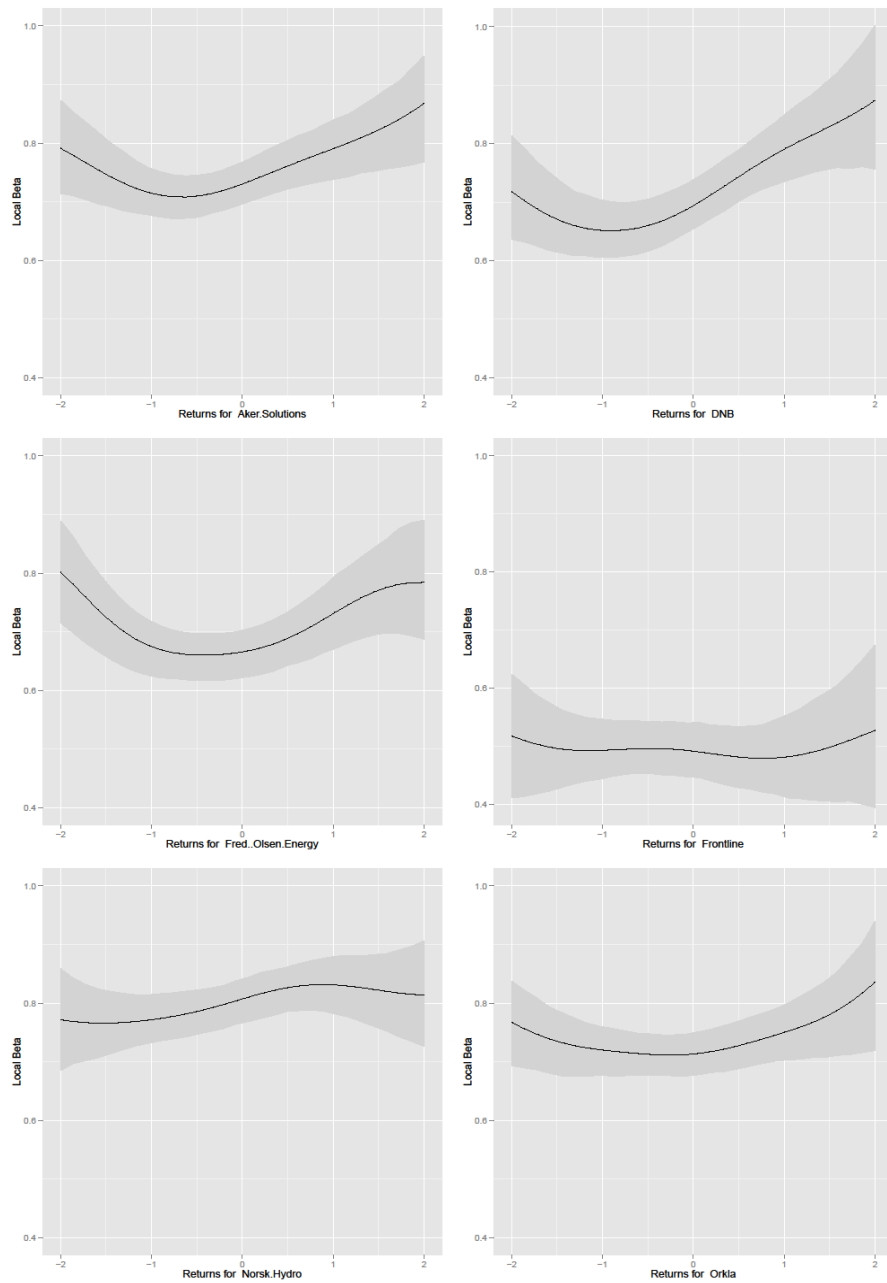 1.0
0.8
0.6
0.4
Local Beta
−2 −1 0 1 2
Returns for Aker.Solutions
1.0
0.8
0.6
0.4
Local Beta
−2 −1 0 1 2
Returns for DNB
1.0
0.8
0.6
0.4
Local Beta
−2 −1 0 1 2
Returns for Fred..Olsen.Energy
1.0
0.8
0.6
0.4
Local Beta
−2 −1 0 1 2
Returns for Frontline
1.0
0.8
0.6
0.4
Local Beta
−2 −1 0 1 2
Returns for Norsk.Hydro
1.0
0.8
0.6
0.4
Local Beta
−2 −1 0 1 2
Returns for Orkla